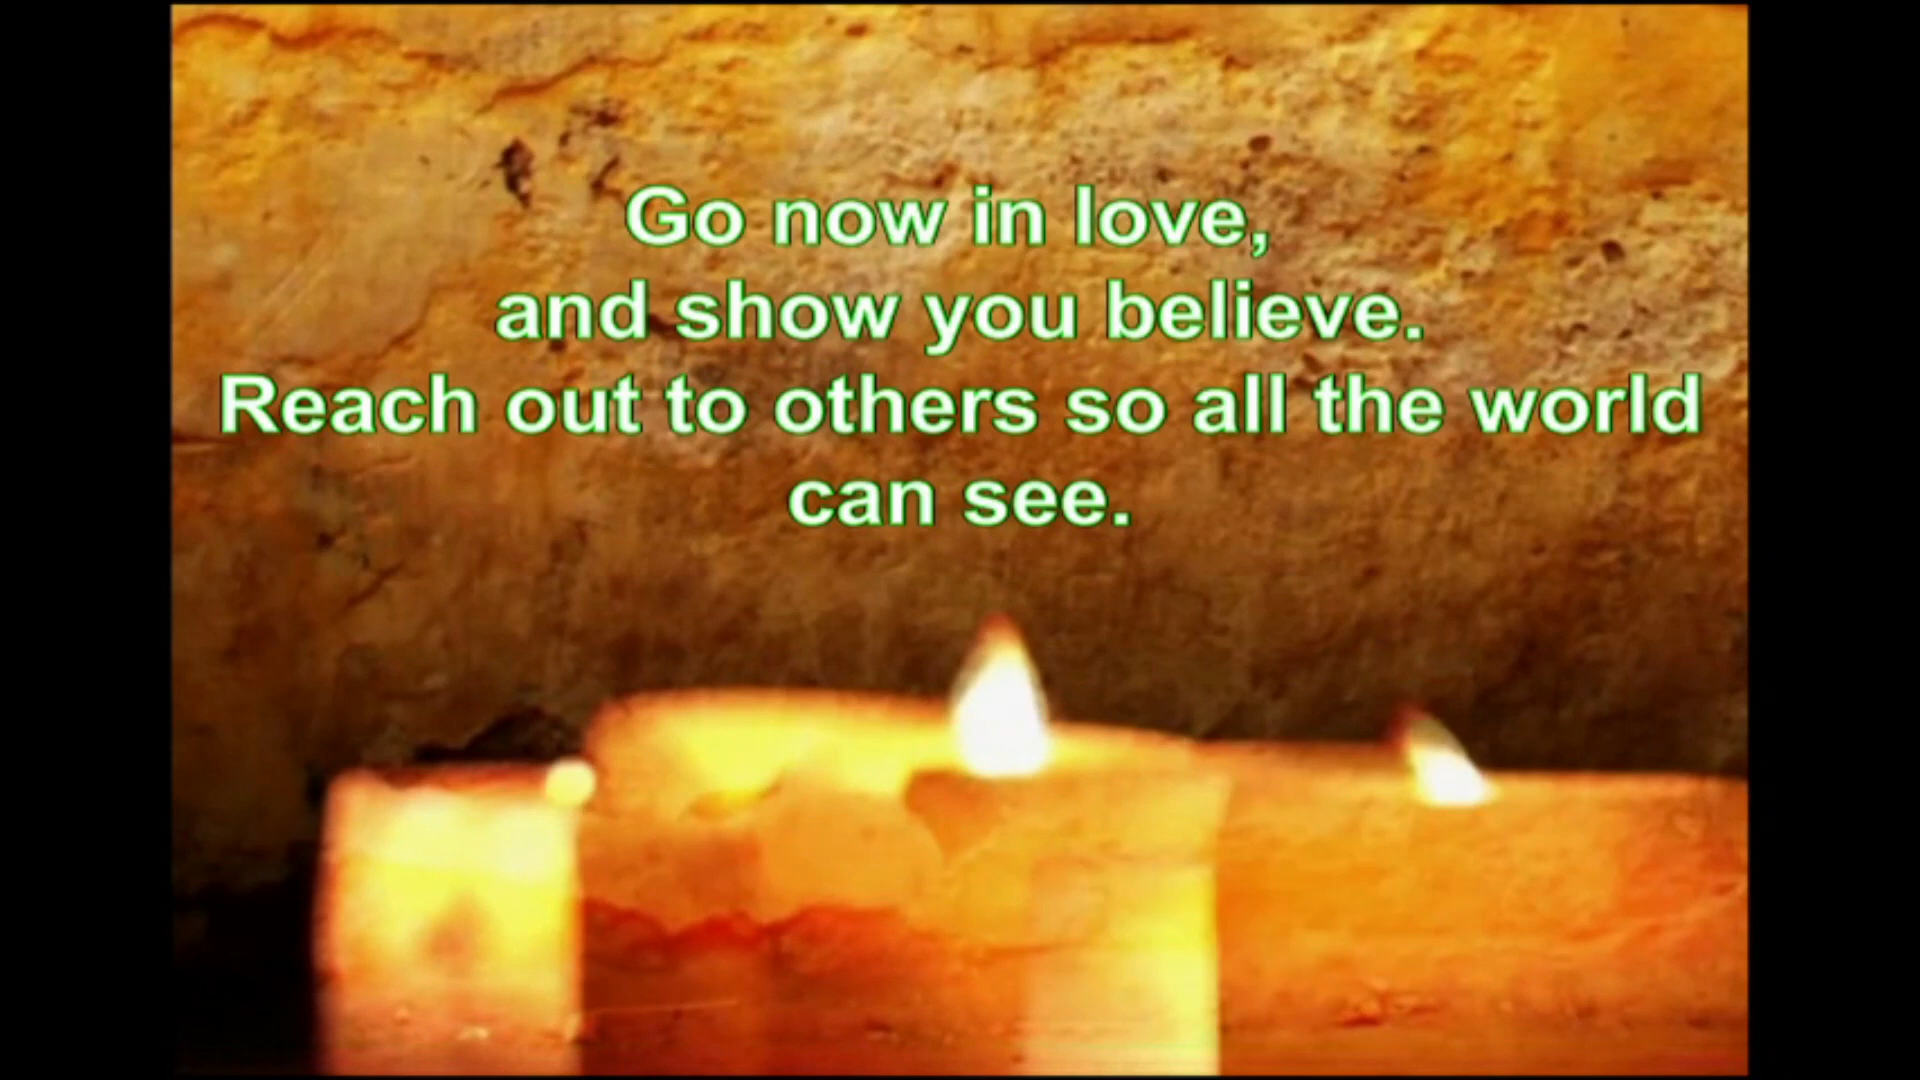 Go now in love,
and show you believe.
Reach out to others so all the world
can see.